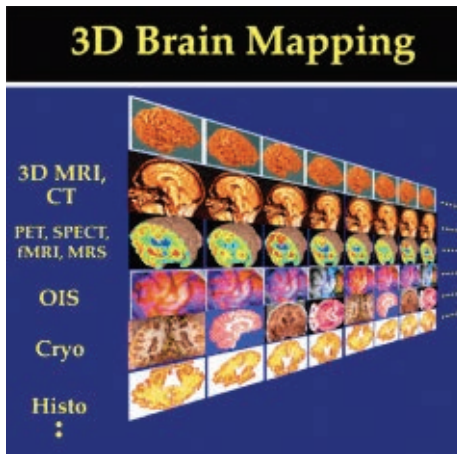 3D Brain Mapping
3D MRI,
CT
PET, SPECT,
fMRI, MRS
OIS
Cryo
Histo